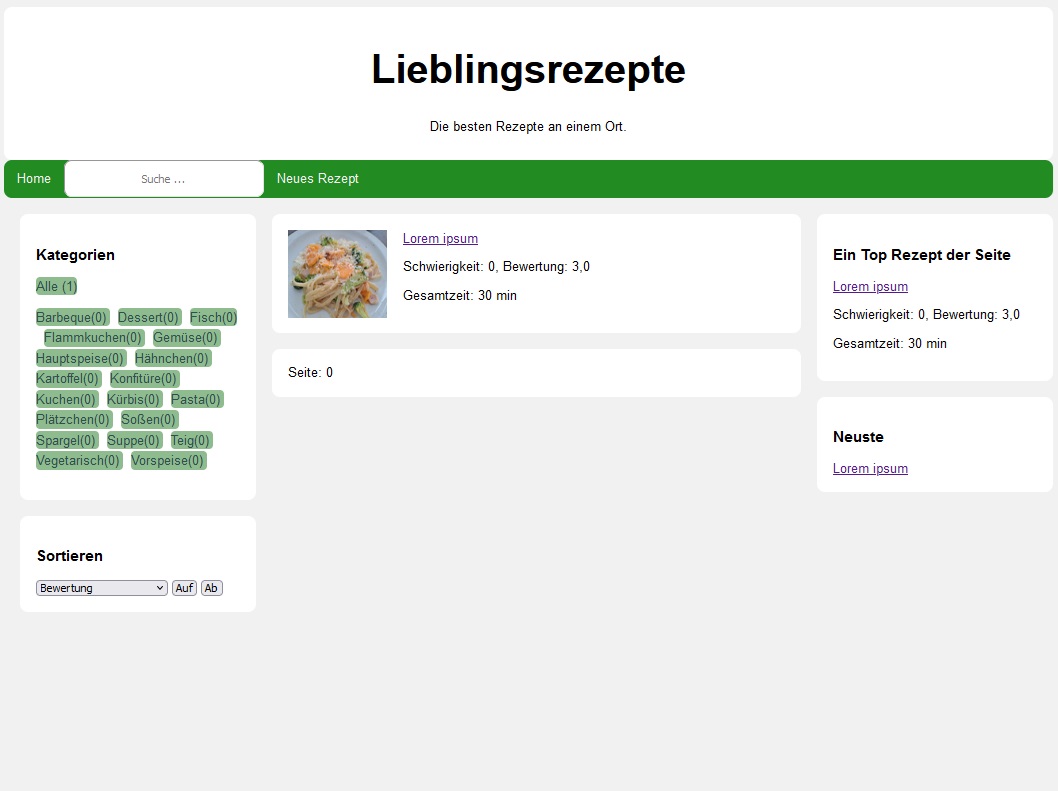 Lieblingsrezepte
Die besten Rezepte an einem Ort.
Home Suche ... Neues Rezept
Kategorien
Alle (1)
Barbeque(0) Dessert(0) Fisch(0)
Flammkuchen(0) Gemüse(0)
Hauptspeise(0) Hähnchen(0)
Kartoffel(0) Konfitüre(0)
Kuchen(0) Kürbis(0) Pasta(0)
Plätzchen(0) Soßen(0)
Spargel(0) Suppe(0) Teig(0)
Vegetarisch(0) Vorspeise(0)
Sortieren
Bewertung Auf Ab
Lorem ipsum
Schwierigkeit: 0, Bewertung: 3,0
Gesamtzeit: 30 min
Seite: 0
Ein Top Rezept der Seite
Lorem ipsum
Schwierigkeit: 0, Bewertung: 3,0
Gesamtzeit: 30 min
Neuste
Lorem ipsum